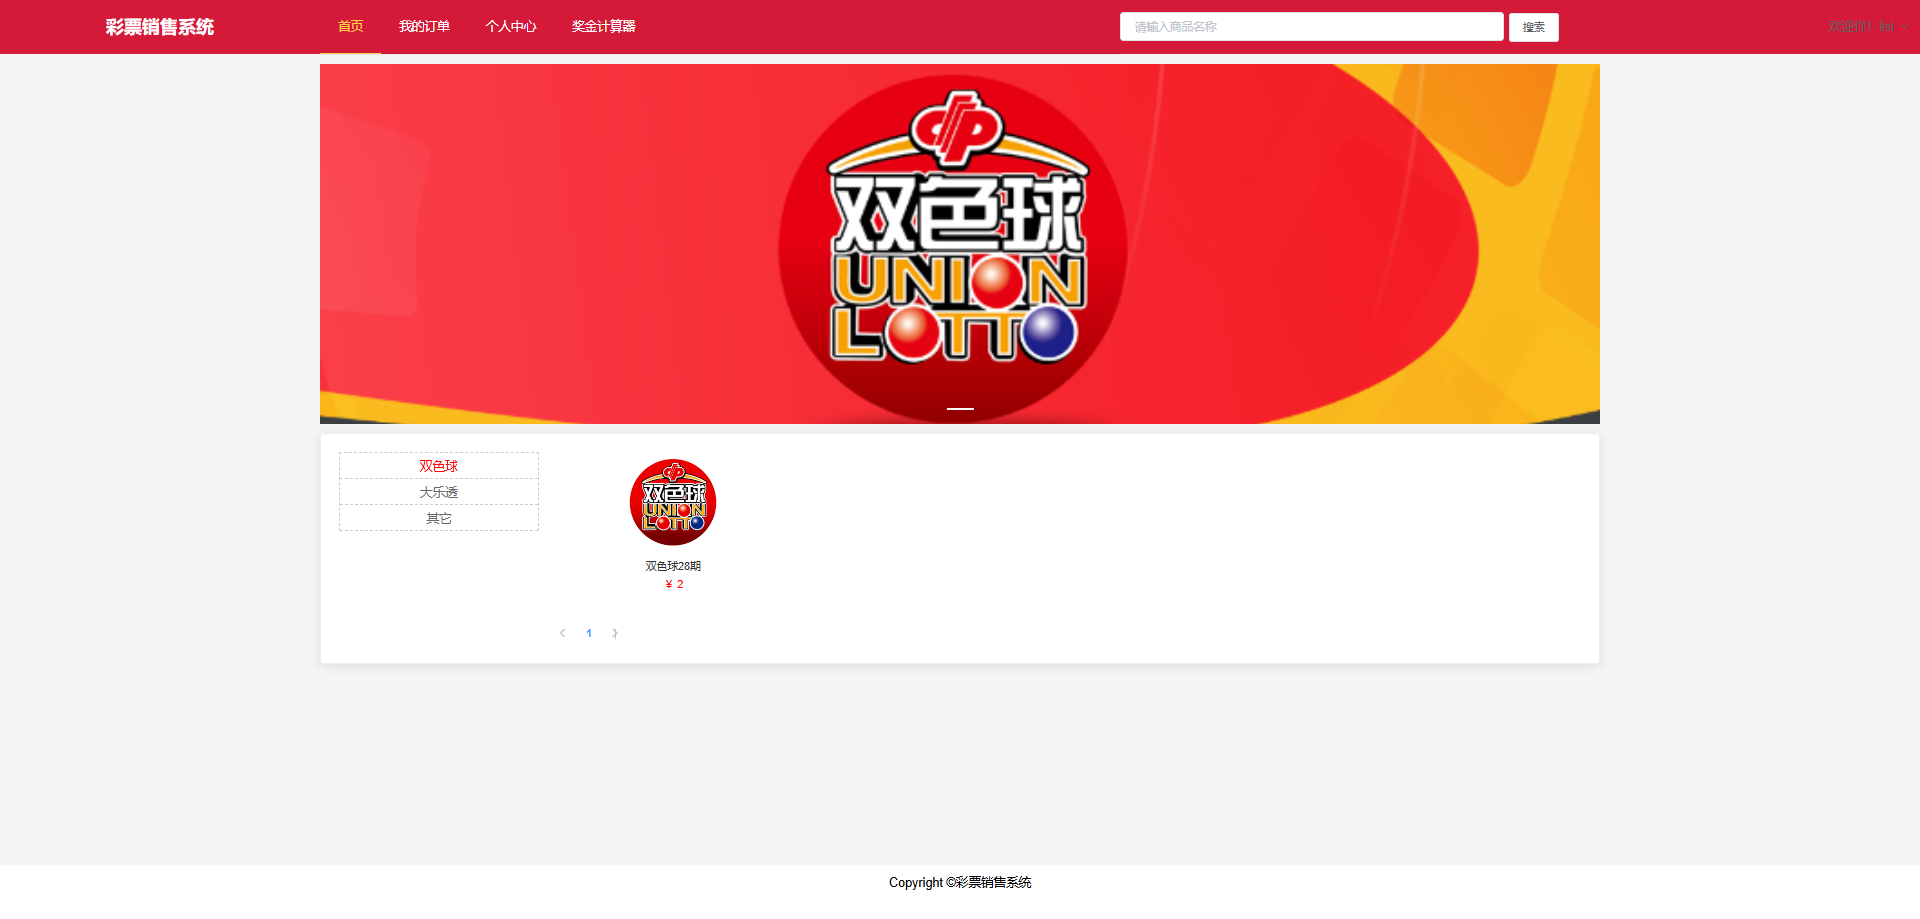 彩票销售系统
首页 我的订单 个人中心 奖金计算器
请输入商品名称
搜索
欢迎你！lisi
双色球
UNION
LOTTO
双色球
大乐透
其它
双色球
UNION
LOTTO
双色球28期
¥ 2
1
Copyright ©彩票销售系统